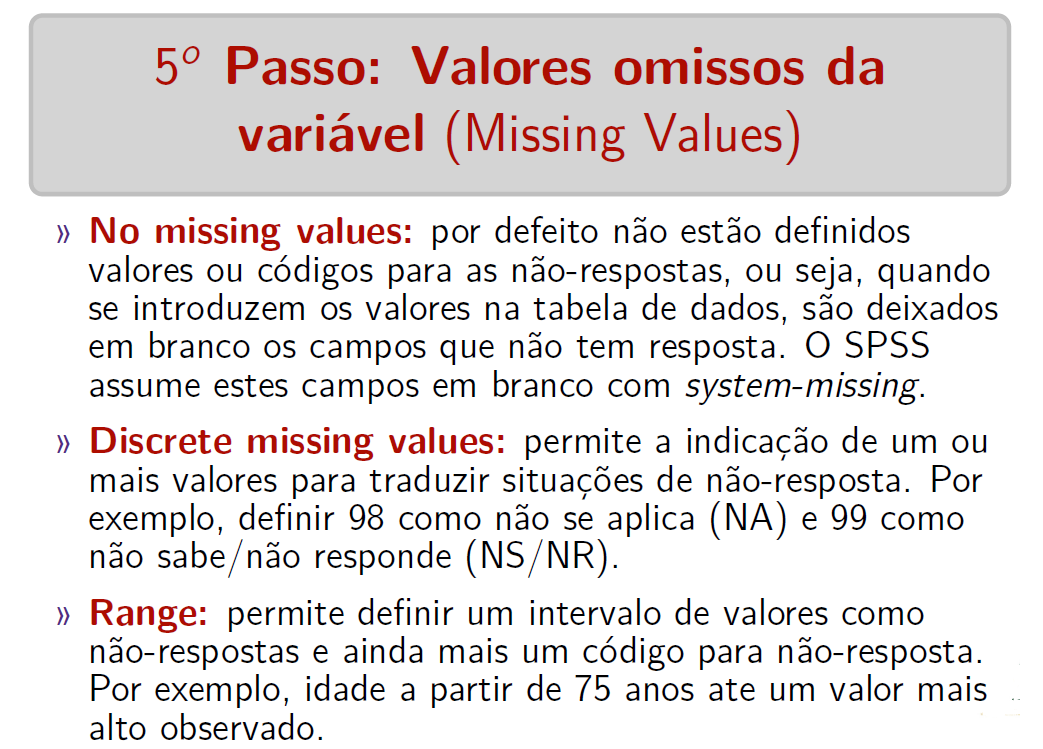 5º Passo: Valores omissos da
variável (Missing Values)
» No missing values: por defeito não estão definidos
valores ou códigos para as não-respostas, ou seja, quando
se introduzem os valores na tabela de dados, são deixados
em branco os campos que não tem resposta. O SPSS
assume estes campos em branco com system-missing.
» Discrete missing values: permite a indicação de um ou
mais valores para traduzir situações de não-resposta. Por
exemplo, definir 98 como não se aplica (NA) e 99 como
não sabe/não responde (NS/NR).
» Range: permite definir um intervalo de valores como
não-respostas e ainda mais um código para não-resposta.
Por exemplo, idade a partir de 75 anos ate um valor mais
alto observado.